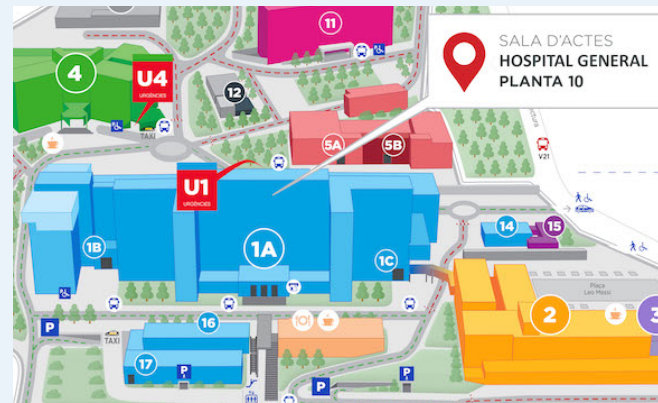 11
SALA D'ACTES
HOSPITAL GENERAL
PLANTA 10
4
U4
URGÈNCIES
12
TAXI
5A
5B
V21
U1
URGÈNCIES
14
15
1B
1A
1C
Plaça
Leo Messi
16
2
3
P
TAXI
17
P
P
P